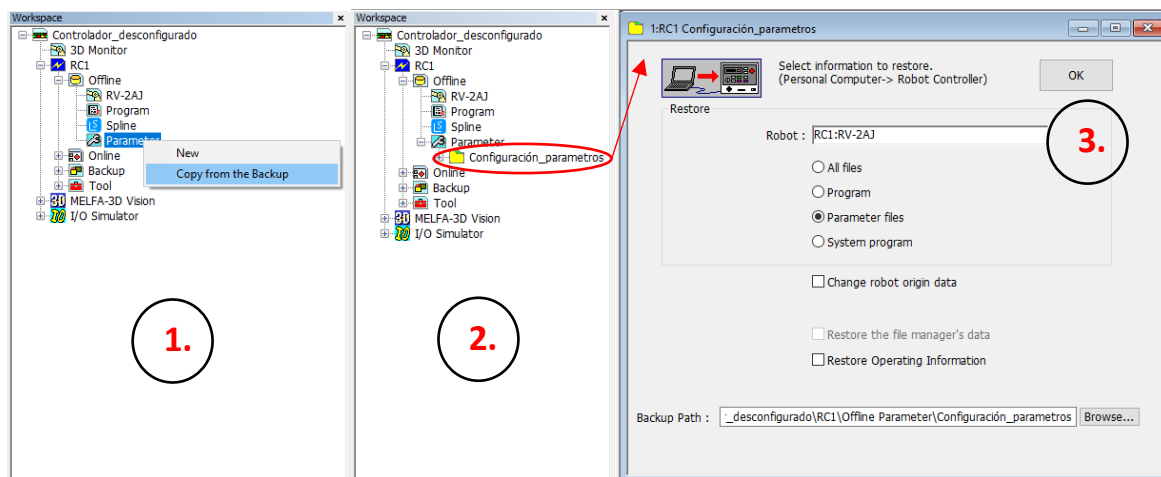 Workspace
Controlador_desconfigurado
3D Monitor
RC1
Offline
RV-2AJ
Program
Spline
Parameter
New
Copy from the Backup
Online
Backup
Tool
MELFA-3D Vision
I/O Simulator
1.
Workspace
Controlador_desconfigurado
3D Monitor
RC1
Offline
RV-2AJ
Program
Spline
Parameter
Configuración_parametros
Online
Backup
Tool
MELFA-3D Vision
I/O Simulator
2.
1:RC1 Configuración_parametros
Select information to restore.
(Personal Computer-> Robot Controller)
OK
Restore
Robot : RC1:RV-2AJ
3.
All files
Program
Parameter files
System program
Change robot origin data
Restore the file manager's data
Restore Operating Information
Backup Path : _desconfigurado\RC1\Offline Parameter\Configuración_parametros Browse...